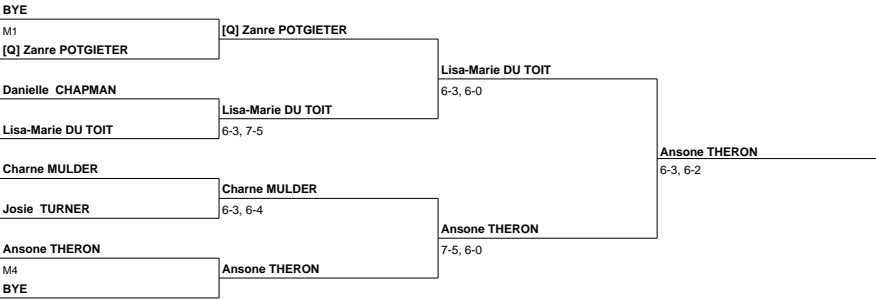 BYE
M1
[Q] Zanre POTGIETER
[Q] Zanre POTGIETER
Lisa-Marie DU TOIT
6-3, 6-0
Danielle CHAPMAN
Lisa-Marie DU TOIT
Lisa-Marie DU TOIT
6-3, 7-5
Ansone THERON
6-3, 6-2
Charne MULDER
Charne MULDER
Josie TURNER
6-3, 6-4
Ansone THERON
7-5, 6-0
Ansone THERON
M4
Ansone THERON
BYE